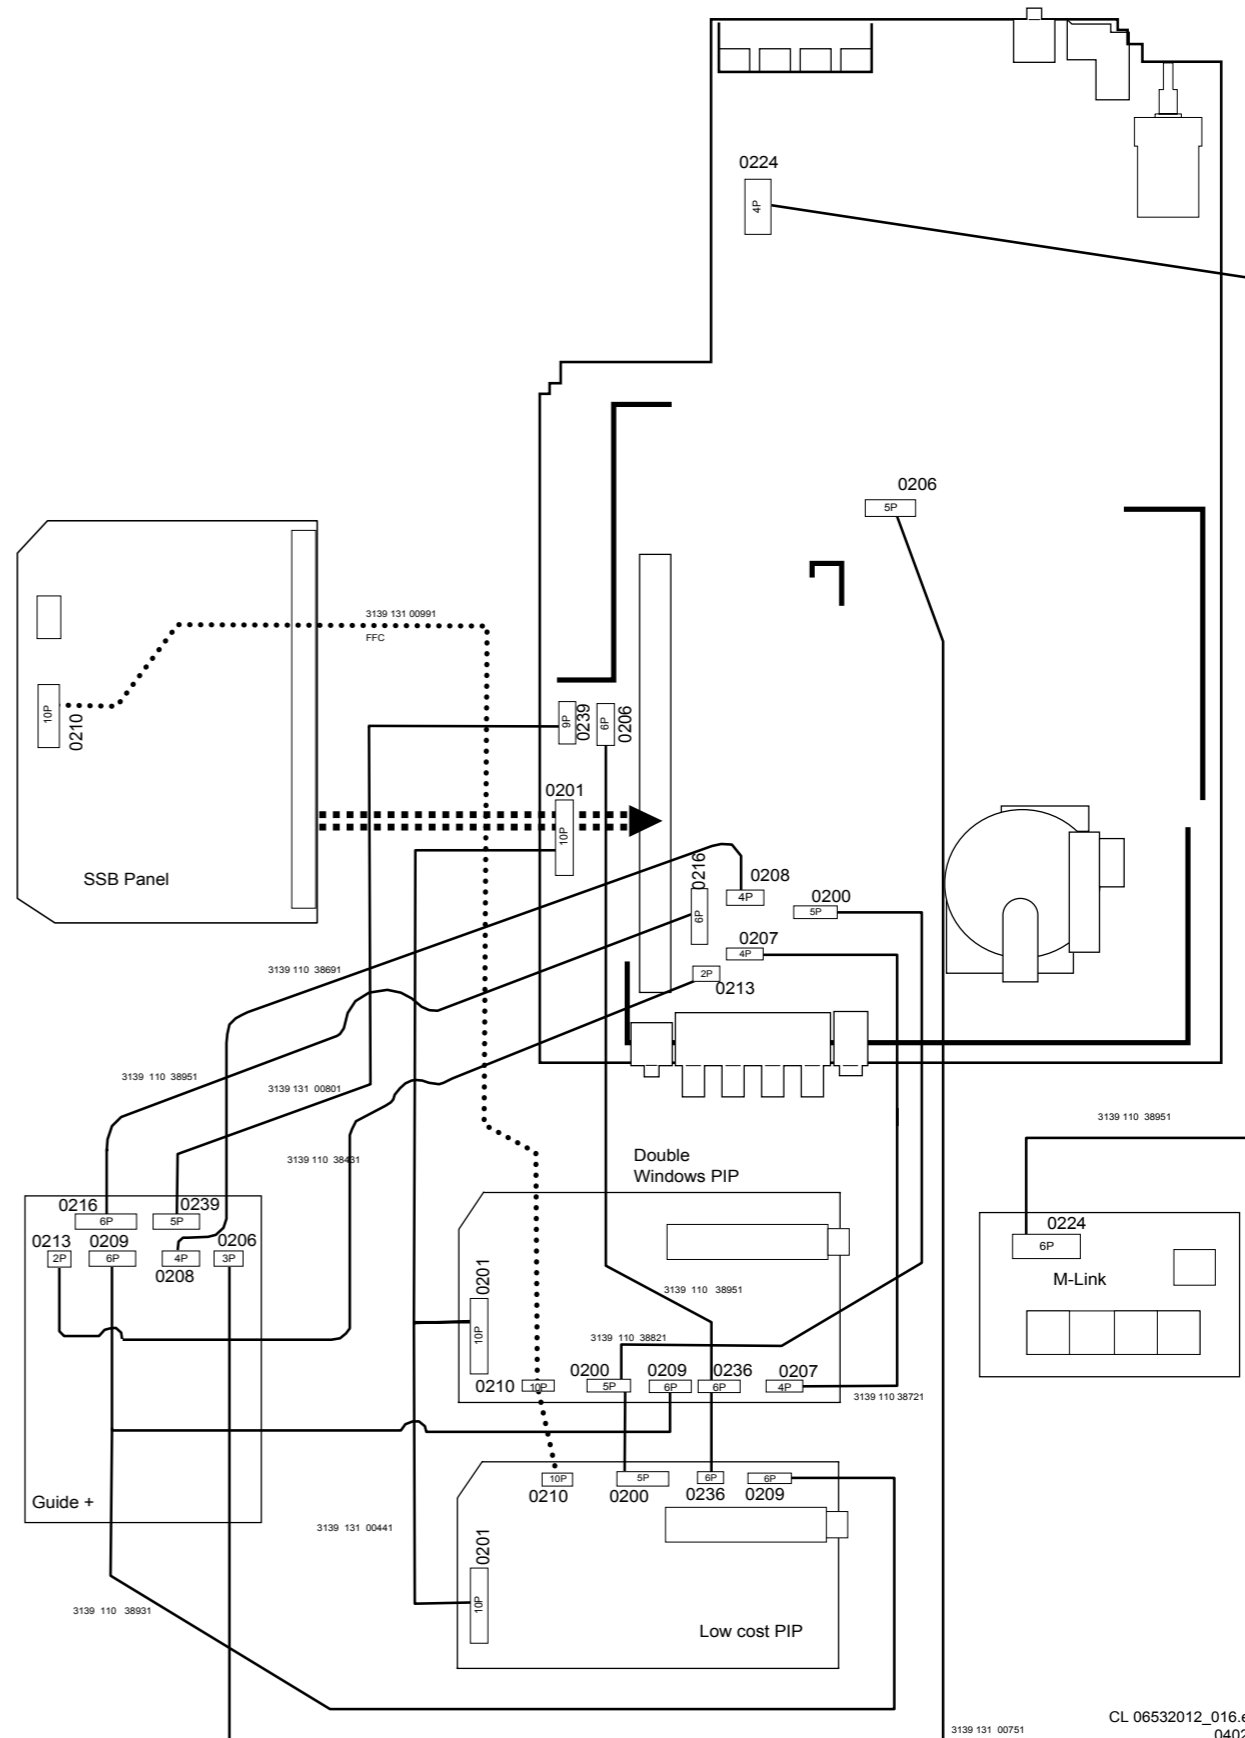 0224
4P
0206
5P
3139 131 00991
FFC
10P
0210
9P
0239
6P
0206
0201
10P
SSB Panel
0216
6P
0208
4P
0200
5P
0207
4P
2P
0213
3139 110 38691
3139 110 38951
3139 131 00801
3139 110 38431
3139 110 38951
Double
Windows PIP
0216
6P
0239
5P
0213
2P
0209
6P
4P
0208
0206
3P
Guide +
0201
10P
3139 110 38951
3139 110 38821
0210
10P
0200
5P
0209
6P
0236
6P
0207
4P
3139 110 38721
0224
6P
M-Link
10P
0210
5P
0200
6P
0236
6P
0209
0201
10P
3139 131 00441
3139 110 38931
Low cost PIP
3139 131 00751
CL 06532012_016.e
0402